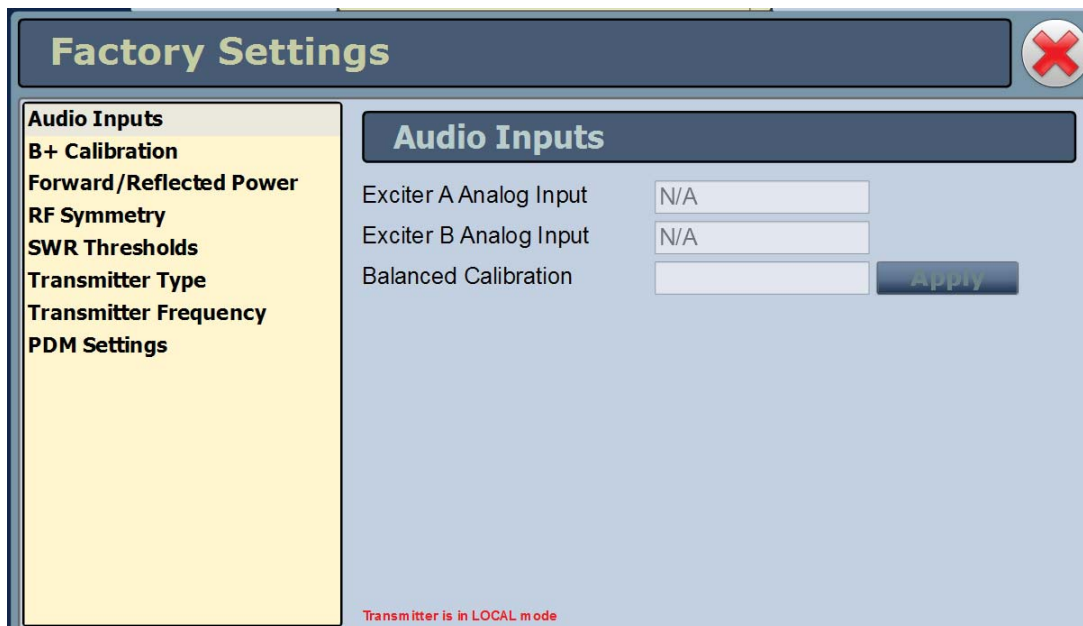 Factory Settings
Audio Inputs
B+ Calibration
Forward/Reflected Power
RF Symmetry
SWR Thresholds
Transmitter Type
Transmitter Frequency
PDM Settings
Audio Inputs
Exciter A Analog Input N/A
Exciter B Analog Input N/A
Balanced Calibration Apply
Transmitter is in LOCAL mode